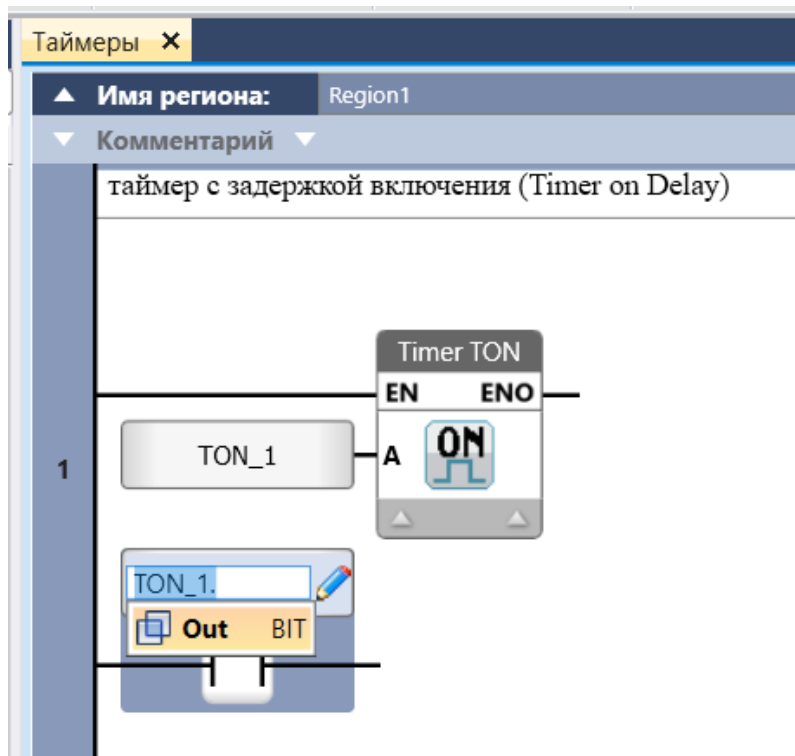 Таймеры
Имя региона: Region1
Комментарий
таймер с задержкой включения (Timer on Delay)
Timer TON
EN ENO
TON_1 A ON
1
TON_1.
Out BIT